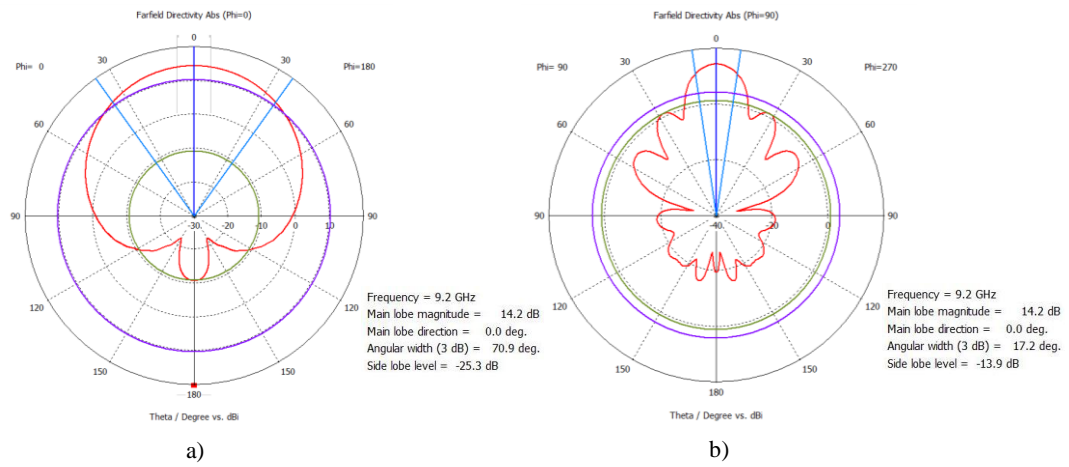 Farfield Directivity Abs (Phi=0)
0
30
30
Phi= 0
Phi=180
60
60
90
90
-30
-20
-10
0
10
120
120
150
150
180
Theta / Degree vs. dBi
Frequency = 9.2 GHz
Main lobe magnitude = 14.2 dB
Main lobe direction = 0.0 deg.
Angular width (3 dB) = 70.9 deg.
Side lobe level = -25.3 dB
a)
Farfield Directivity Abs (Phi=90)
0
30
30
Phi= 90
Phi=270
60
60
90
90
-40
-20
0
120
120
150
150
180
Theta / Degree vs. dBi
Frequency = 9.2 GHz
Main lobe magnitude = 14.2 dB
Main lobe direction = 0.0 deg.
Angular width (3 dB) = 17.2 deg.
Side lobe level = -13.9 dB
b)